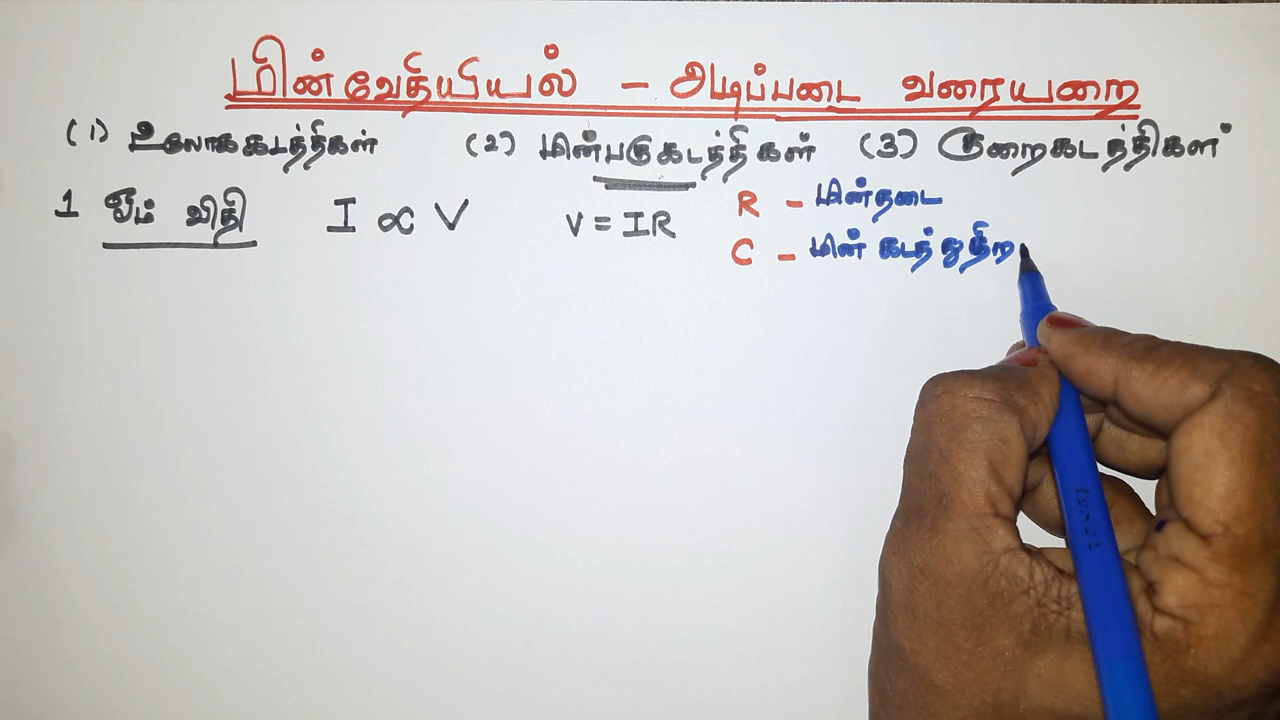 மின்வேதியியல் – அடிப்படை வரையறை
(1) உலோககடத்திகள் (2) மின்பகுகடத்திகள் (3) குறைகடத்திகள்
1 ஓம் விதி I ∝ V V = IR R – மின்தடை
C – மின் கடத்துதிற